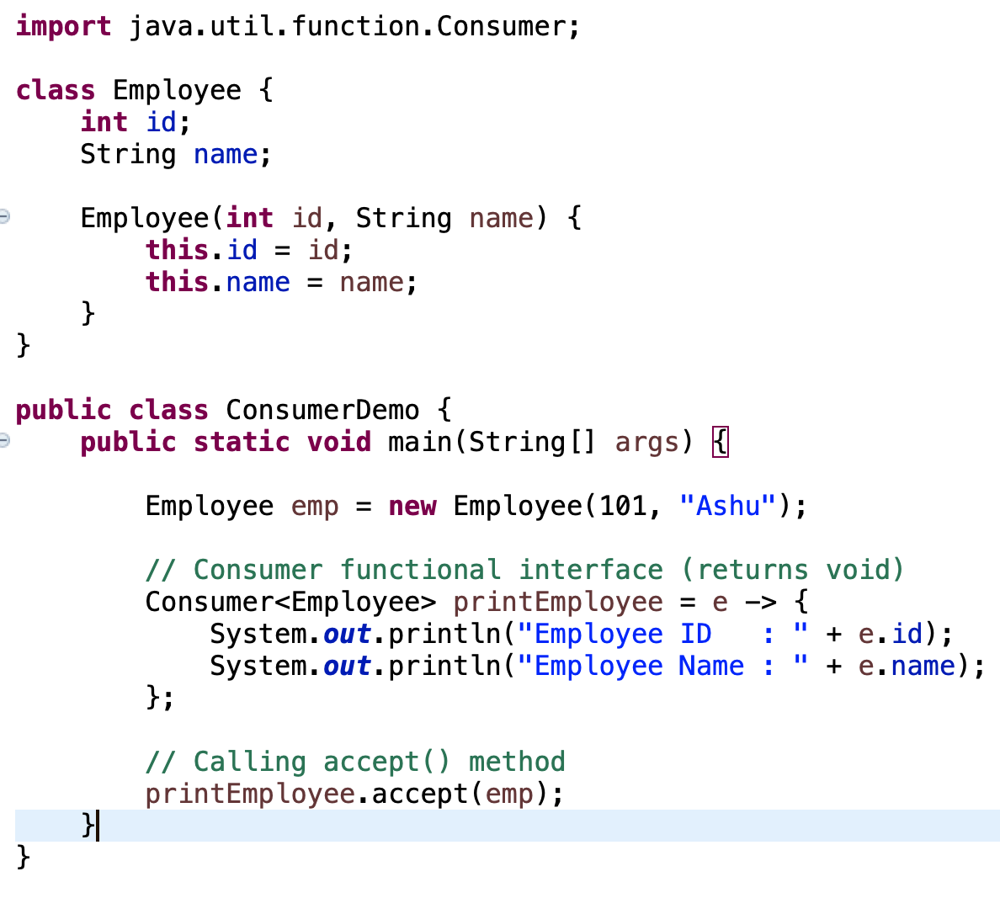 import java.util.function.Consumer;
class Employee {
    int id;
    String name;
    Employee(int id, String name) {
        this.id = id;
        this.name = name;
    }
}
public class ConsumerDemo {
    public static void main(String[] args) {
        Employee emp = new Employee(101, "Ashu");
        // Consumer functional interface (returns void)
        Consumer<Employee> printEmployee = e -> {
            System.out.println("Employee ID   : " + e.id);
            System.out.println("Employee Name : " + e.name);
        };
        // Calling accept() method
        printEmployee.accept(emp);
    }
}